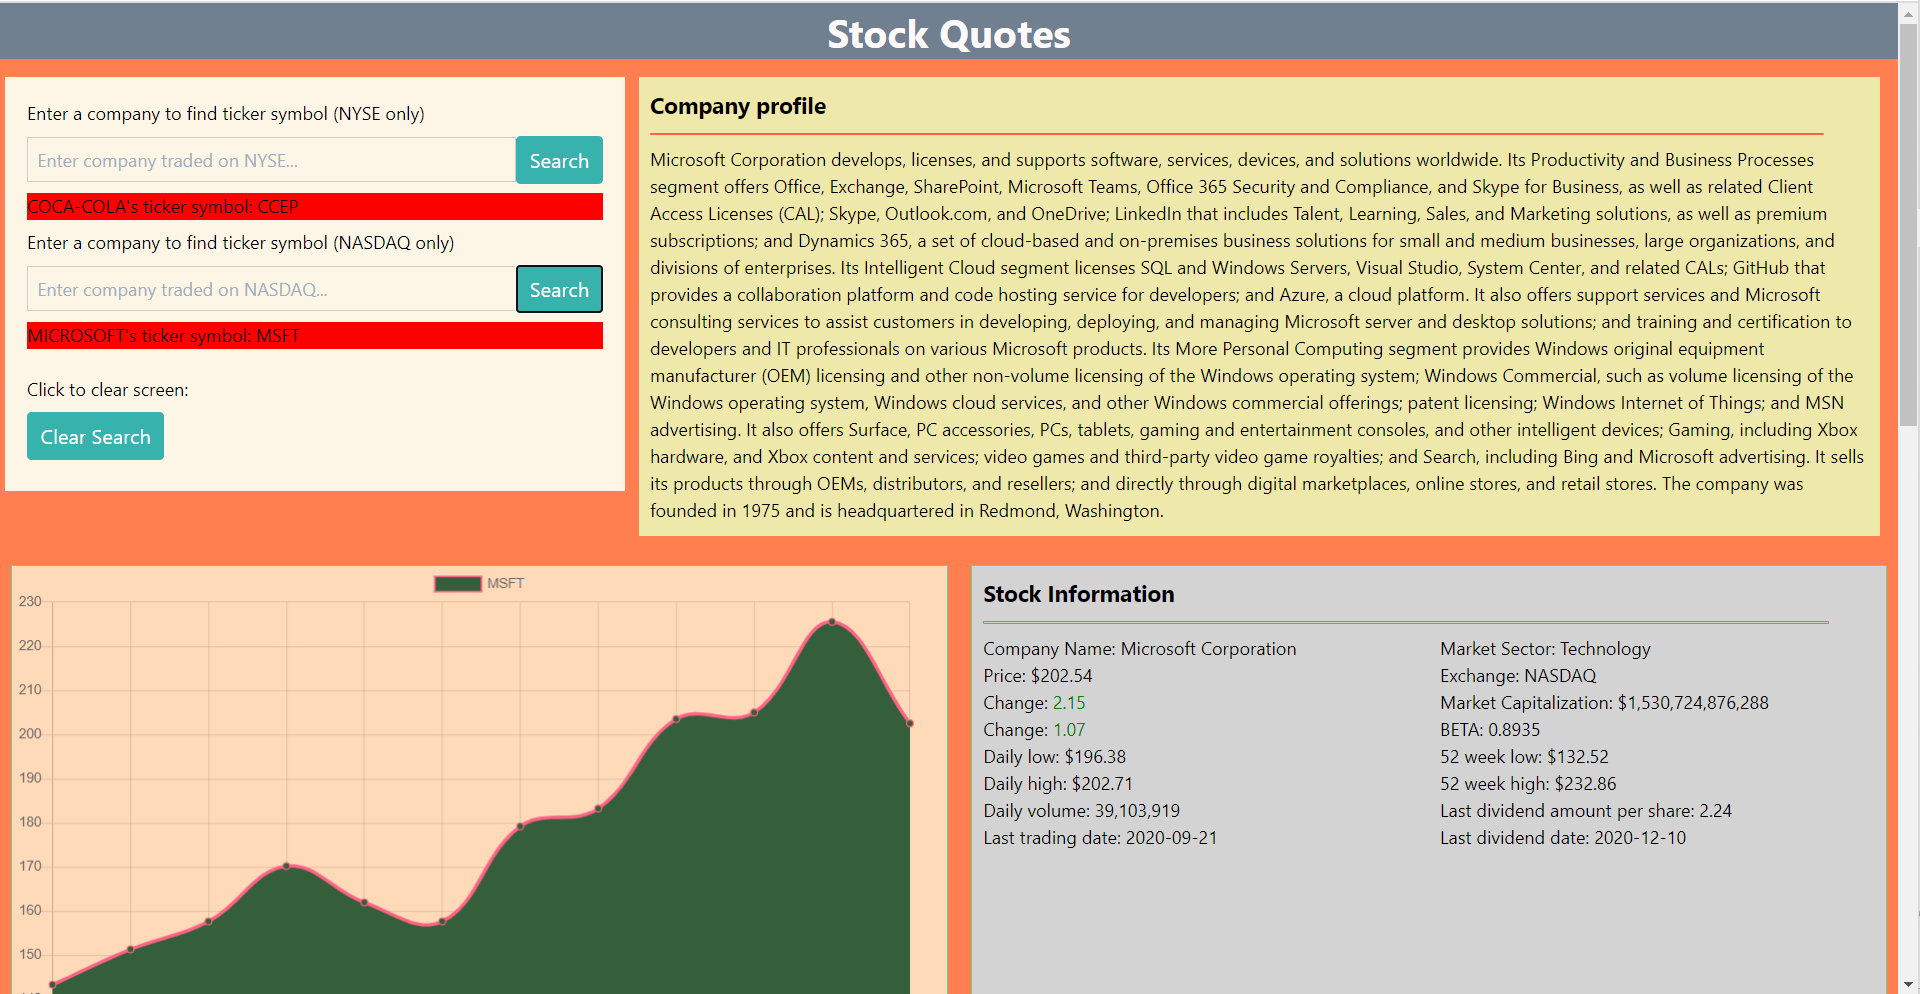 Stock Quotes
Enter a company to find ticker symbol (NYSE only)
Enter company traded on NYSE...
Search
COCA-COLA's ticker symbol: CCEP
Enter a company to find ticker symbol (NASDAQ only)
Enter company traded on NASDAQ...
Search
MICROSOFT's ticker symbol: MSFT
Click to clear screen:
Clear Search
Company profile
Microsoft Corporation develops, licenses, and supports software, services, devices, and solutions worldwide. Its Productivity and Business Processes
segment offers Office, Exchange, SharePoint, Microsoft Teams, Office 365 Security and Compliance, and Skype for Business, as well as related Client
Access Licenses (CAL); Skype, Outlook.com, and OneDrive; LinkedIn that includes Talent, Learning, Sales, and Marketing solutions, as well as premium
subscriptions; and Dynamics 365, a set of cloud-based and on-premises business solutions for small and medium businesses, large organizations, and
divisions of enterprises. Its Intelligent Cloud segment licenses SQL and Windows Servers, Visual Studio, System Center, and related CALs; GitHub that
provides a collaboration platform and code hosting service for developers; and Azure, a cloud platform. It also offers support services and Microsoft
consulting services to assist customers in developing, deploying, and managing Microsoft server and desktop solutions; and training and certification to
developers and IT professionals on various Microsoft products. Its More Personal Computing segment provides Windows original equipment
manufacturer (OEM) licensing and other non-volume licensing of the Windows operating system; Windows Commercial, such as volume licensing of the
Windows operating system, Windows cloud services, and other Windows commercial offerings; patent licensing; Windows Internet of Things; and MSN
advertising. It also offers Surface, PC accessories, PCs, tablets, gaming and entertainment consoles, and other intelligent devices; Gaming, including Xbox
hardware, and Xbox content and services; video games and third-party video game royalties; and Search, including Bing and Microsoft advertising. It sells
its products through OEMs, distributors, and resellers; and directly through digital marketplaces, online stores, and retail stores. The company was
founded in 1975 and is headquartered in Redmond, Washington.
MSFT
230
220
210
200
190
180
170
160
150
Stock Information
Company Name: Microsoft Corporation
Price: $202.54
Change: 2.15
Change: 1.07
Daily low: $196.38
Daily high: $202.71
Daily volume: 39,103,919
Last trading date: 2020-09-21
Market Sector: Technology
Exchange: NASDAQ
Market Capitalization: $1,530,724,876,288
BETA: 0.8935
52 week low: $132.52
52 week high: $232.86
Last dividend amount per share: 2.24
Last dividend date: 2020-12-10